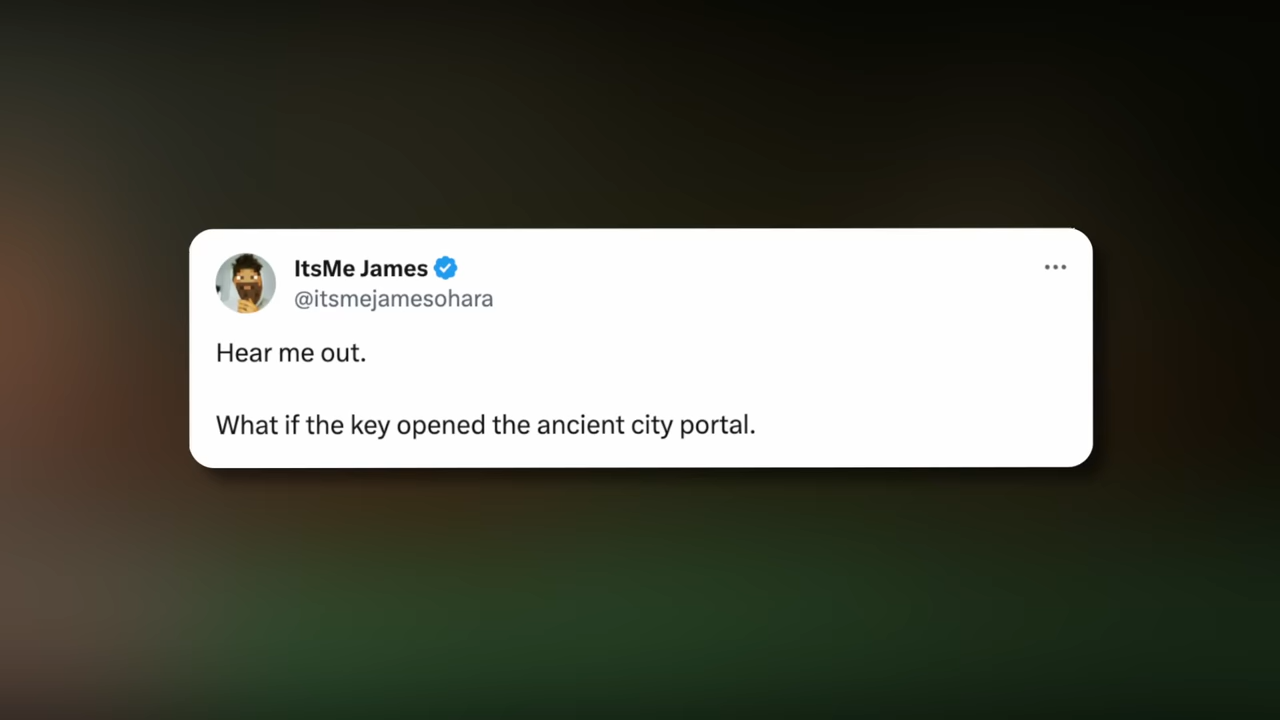 ItsMe James
@itsmejamesohara
Hear me out.
What if the key opened the ancient city portal.